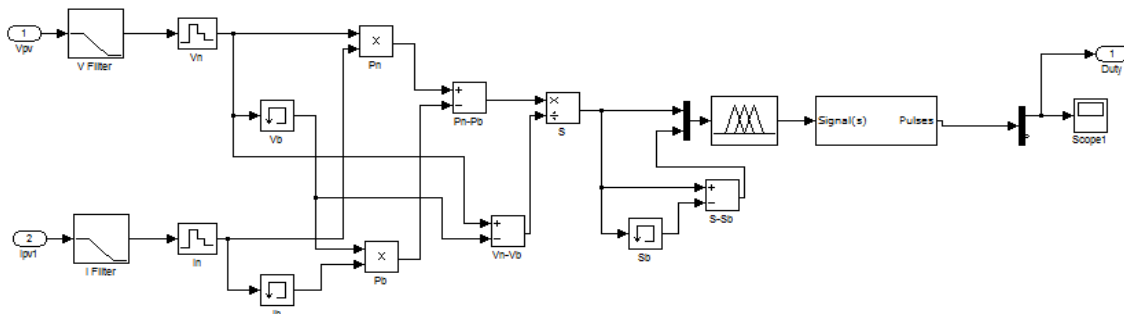 1
Vpv
V Filter
Vn
×
Pn
+
−
Pn-Pb
×
÷
S
Vb
Signal(s)
Pulses
1
Duty
Scope1
2
Ipv1
I Filter
In
×
Pb
+
−
Vn-Vb
+
−
S-Sb
Sb